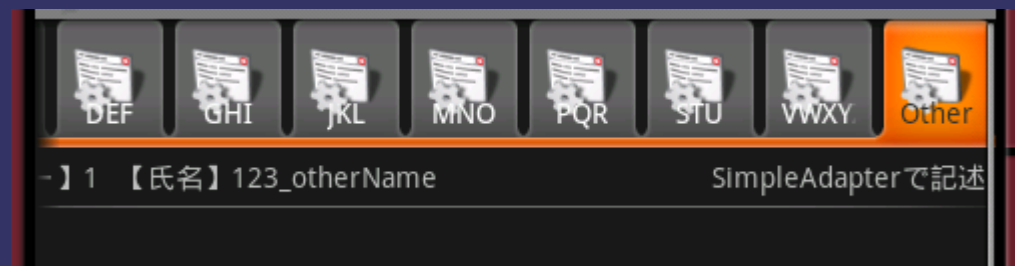 DEF
GHI
JKL
MNO
PQR
STU
VWXY
Other
-】1 【氏名】123_otherName SimpleAdapterで記述